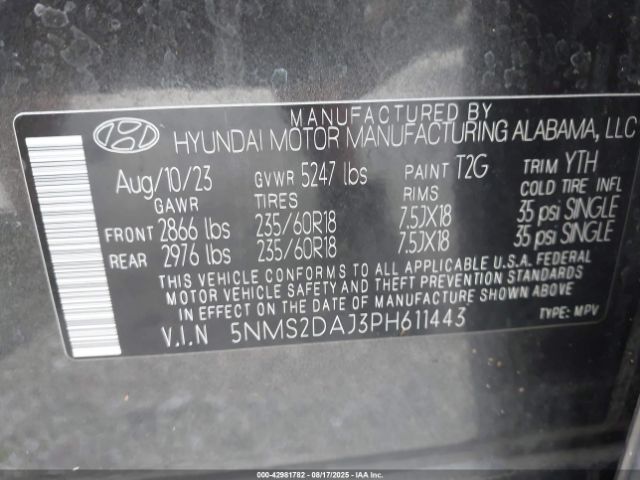 MANUFACTURED BY
HYUNDAI MOTOR MANUFACTURING ALABAMA, LLC
Aug/10/23 GVWR 5247 lbs PAINT T2G TRIM YTH
GAWR TIRES RIMS COLD TIRE INFL
FRONT 2866 lbs 235/60R18 7.5JX18 35 psi SINGLE
REAR 2976 lbs 235/60R18 7.5JX18 35 psi SINGLE
THIS VEHICLE CONFORMS TO ALL APPLICABLE U.S.A. FEDERAL
MOTOR VEHICLE SAFETY AND THEFT PREVENTION STANDARDS
IN EFFECT ON THE DATE OF MANUFACTURE SHOWN ABOVE.
V.I.N 5NMS2DAJ3PH611443 TYPE: MPV
000-42981782 - 08/17/2025 - IAAI.COM